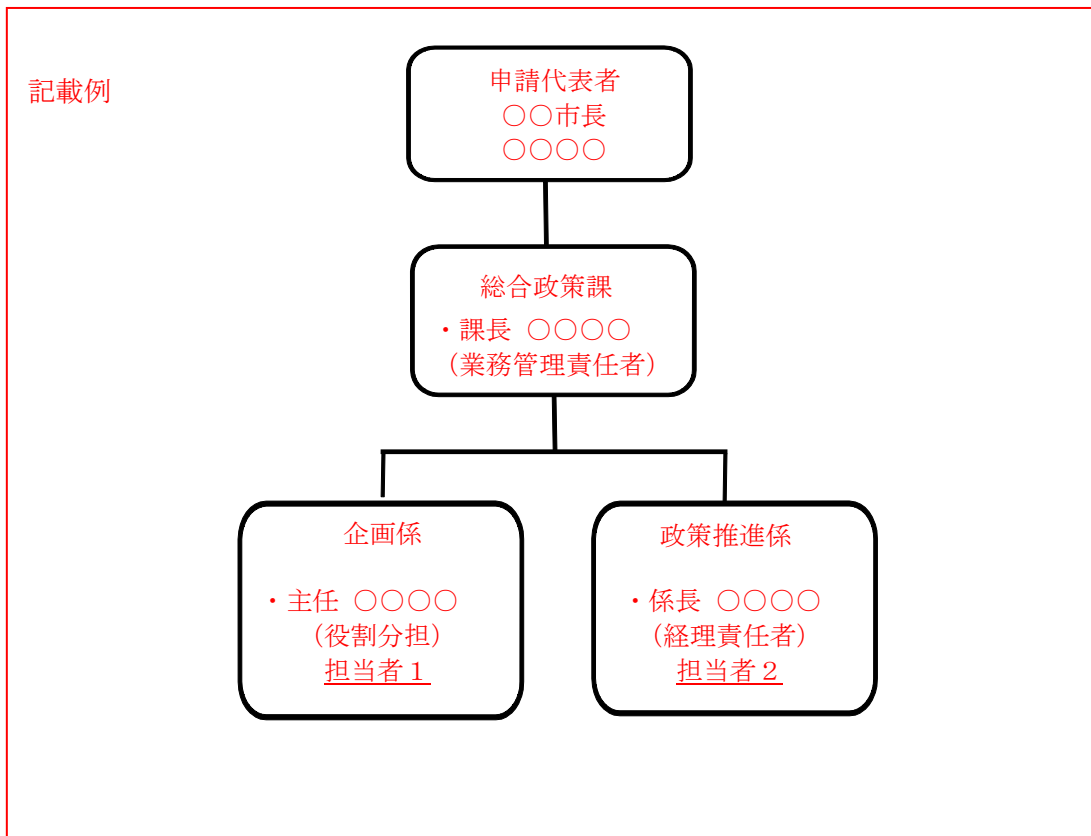 記載例
申請代表者
○○市長
○○○○
総合政策課
・課長 ○○○○
（業務管理責任者）
企画係
・主任 ○○○○
（役割分担）
担当者１
政策推進係
・係長 ○○○○
（経理責任者）
担当者２